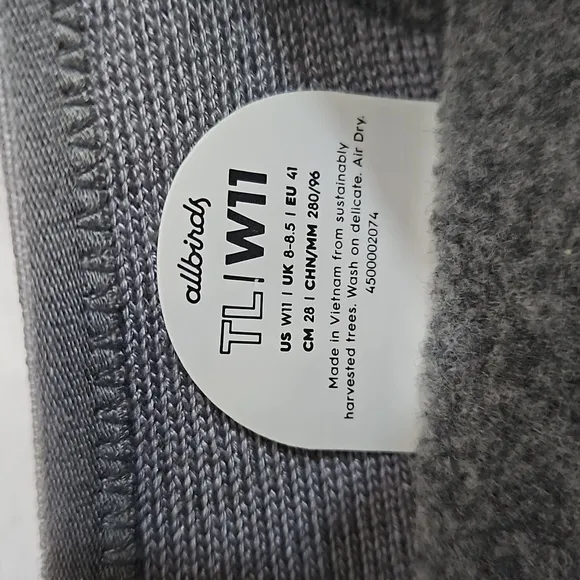 allbirds
TL! W11
US W11 | UK 8-8.5 | EU 41
CM 28 | CHN/MM 280/96
Made in Vietnam from sustainably
harvested trees. Wash on delicate. Air Dry.
4500002074